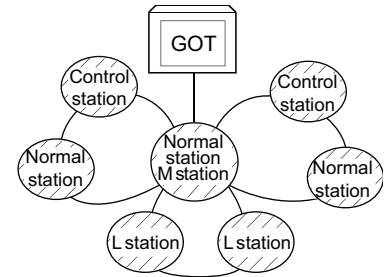 GOT
Control
station
Control
station
Normal
station
Normal
station
M station
Normal
station
L station
L station